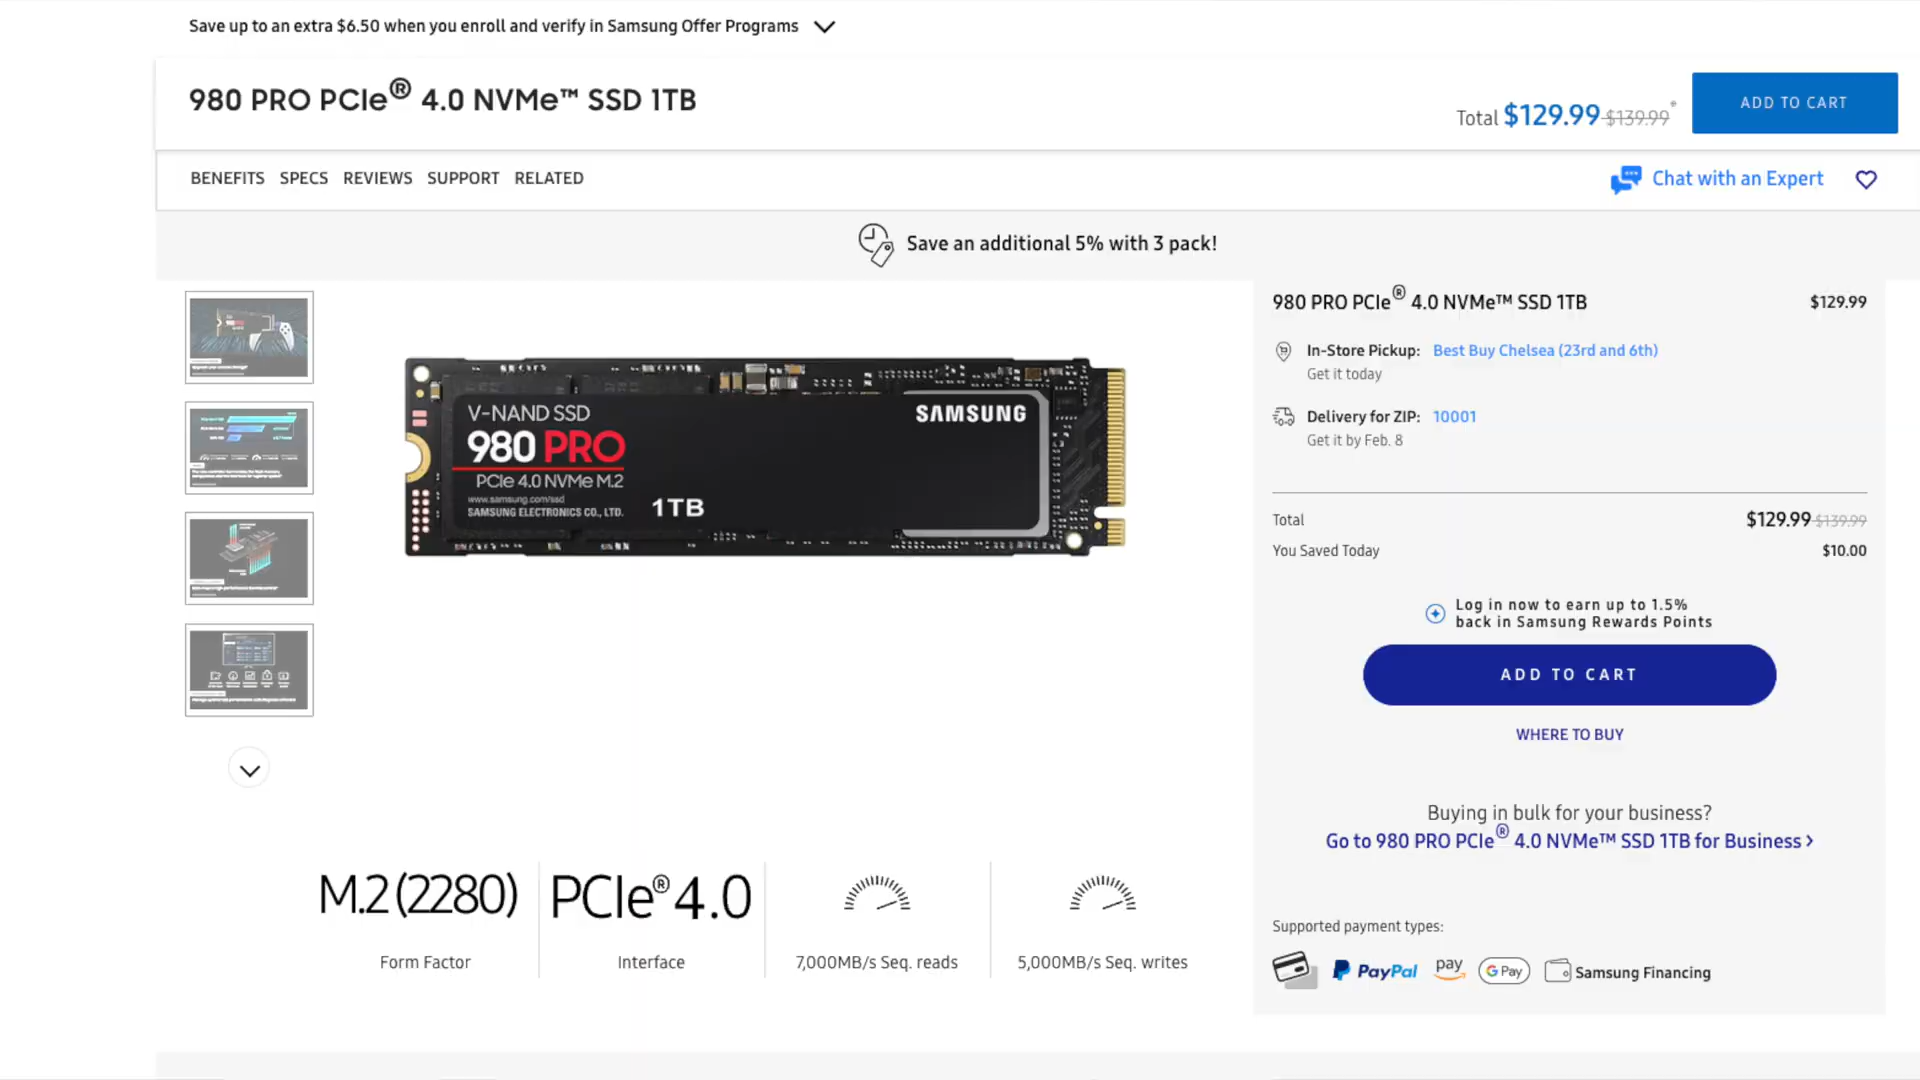 Save up to an extra $6.50 when you enroll and verify in Samsung Offer Programs
980 PRO PCIe® 4.0 NVMe™ SSD 1TB
Total $129.99 $139.99*
ADD TO CART
BENEFITS SPECS REVIEWS SUPPORT RELATED
Chat with an Expert
Save an additional 5% with 3 pack!
V-NAND SSD
980 PRO
PCIe 4.0 NVMe M.2
www.samsung.com/ssd
SAMSUNG ELECTRONICS CO., LTD.
1TB
SAMSUNG
980 PRO PCIe® 4.0 NVMe™ SSD 1TB
$129.99
In-Store Pickup: Best Buy Chelsea (23rd and 6th)
Get it today
Delivery for ZIP: 10001
Get it by Feb. 8
Total
$129.99 $139.99
You Saved Today
$10.00
Log in now to earn up to 1.5%
back in Samsung Rewards Points
ADD TO CART
WHERE TO BUY
Buying in bulk for your business?
Go to 980 PRO PCIe® 4.0 NVMe™ SSD 1TB for Business >
M.2 (2280)
Form Factor
PCIe® 4.0
Interface
7,000MB/s Seq. reads
5,000MB/s Seq. writes
Supported payment types:
PayPal
pay
G Pay
Samsung Financing